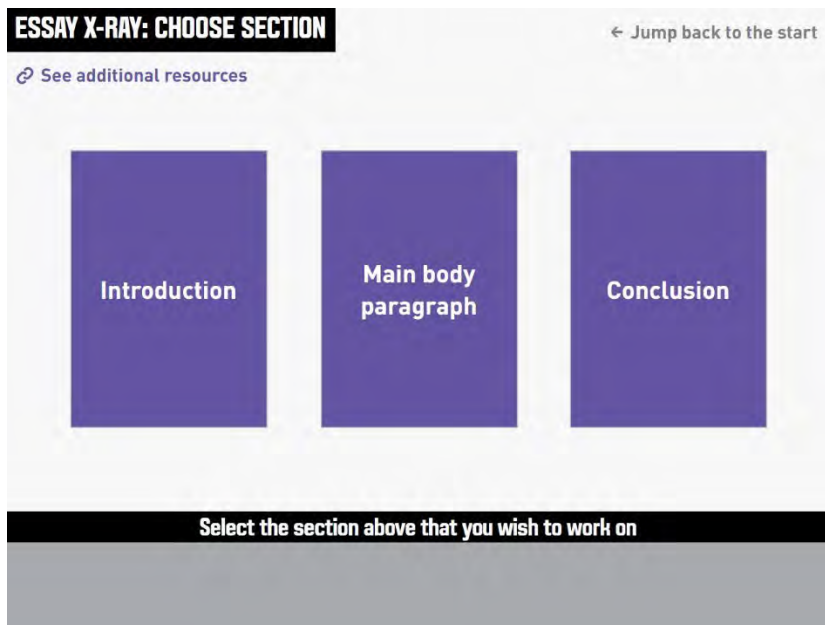 ESSAY X-RAY: CHOOSE SECTION
← Jump back to the start
See additional resources
Introduction
Main body
paragraph
Conclusion
Select the section above that you wish to work on